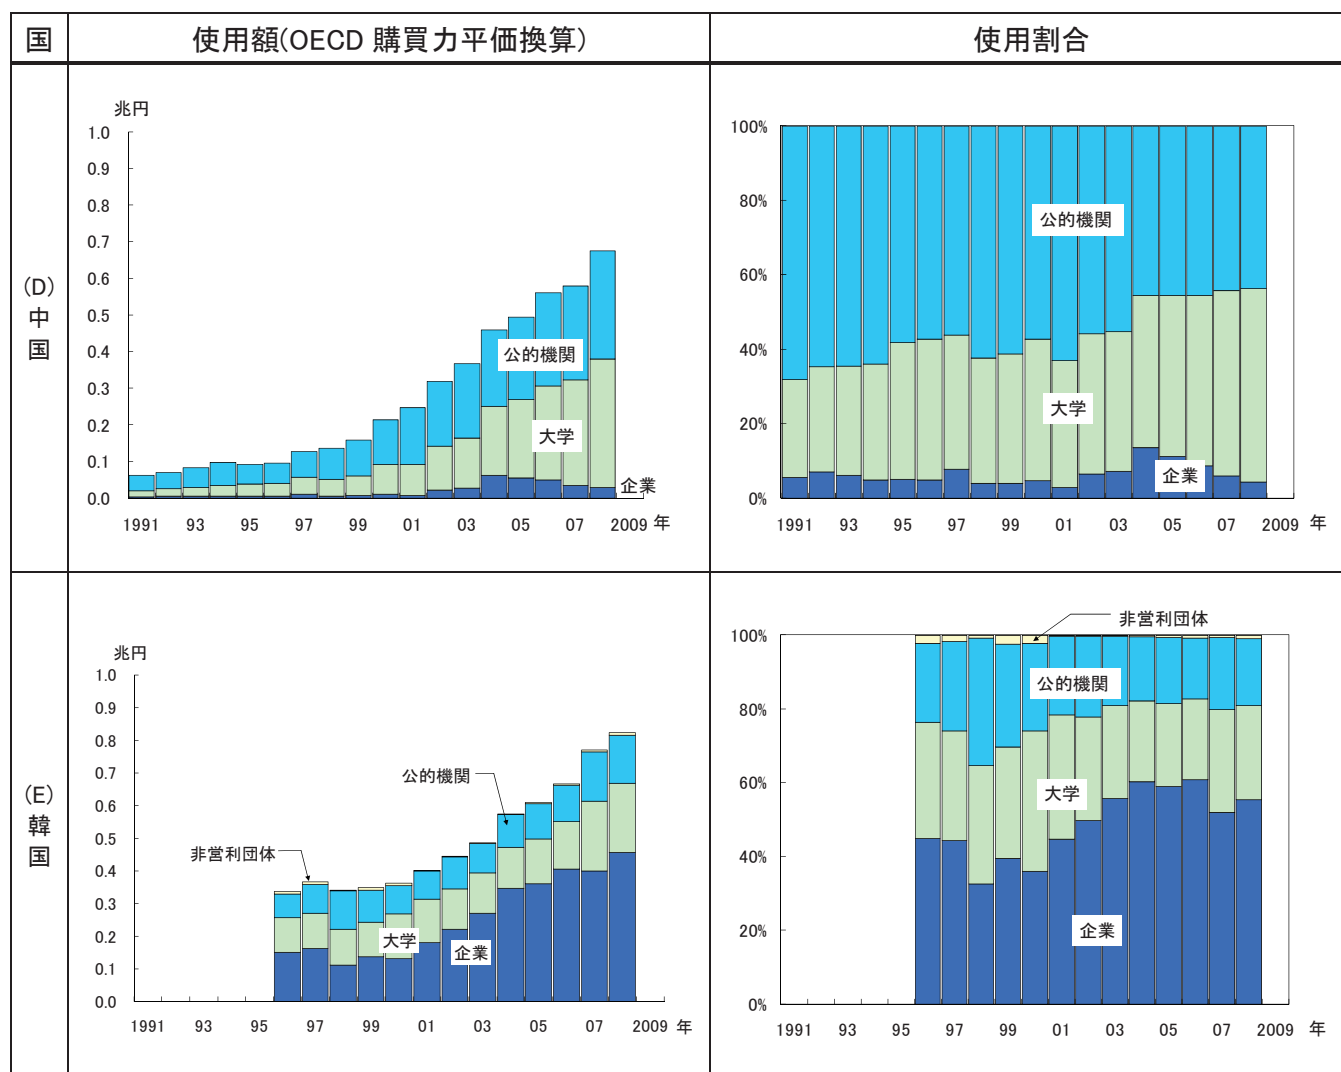 国
使用額(OECD 購買力平価換算)
使用割合
(D)
中
国
兆円
1.0
0.9
0.8
0.7
0.6
0.5
0.4
0.3
0.2
0.1
0.0
公的機関
大学
企業
1991 93 95 97 99 01 03 05 07 2009 年
100%
80%
60%
40%
20%
0%
公的機関
大学
企業
1991 93 95 97 99 01 03 05 07 2009 年
(E)
韓
国
兆円
1.0
0.9
0.8
0.7
0.6
0.5
0.4
0.3
0.2
0.1
0.0
公的機関
非営利団体
大学
企業
1991 93 95 97 99 01 03 05 07 2009 年
非営利団体
100%
80%
60%
40%
20%
0%
公的機関
大学
企業
1991 93 95 97 99 01 03 05 07 2009 年